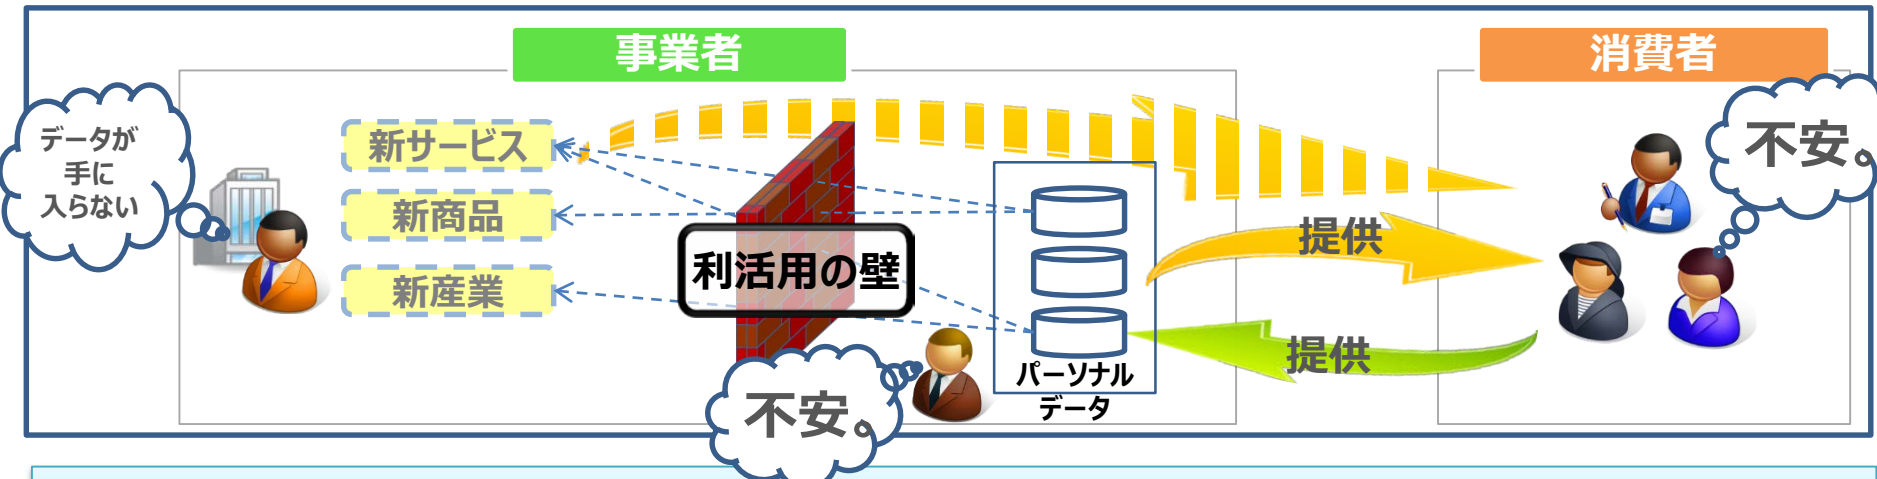 事業者
消費者
データが
手に
入らない
新サービス
新商品
新産業
利活用の壁
不安。
提供
提供
パーソナル
データ
不安。